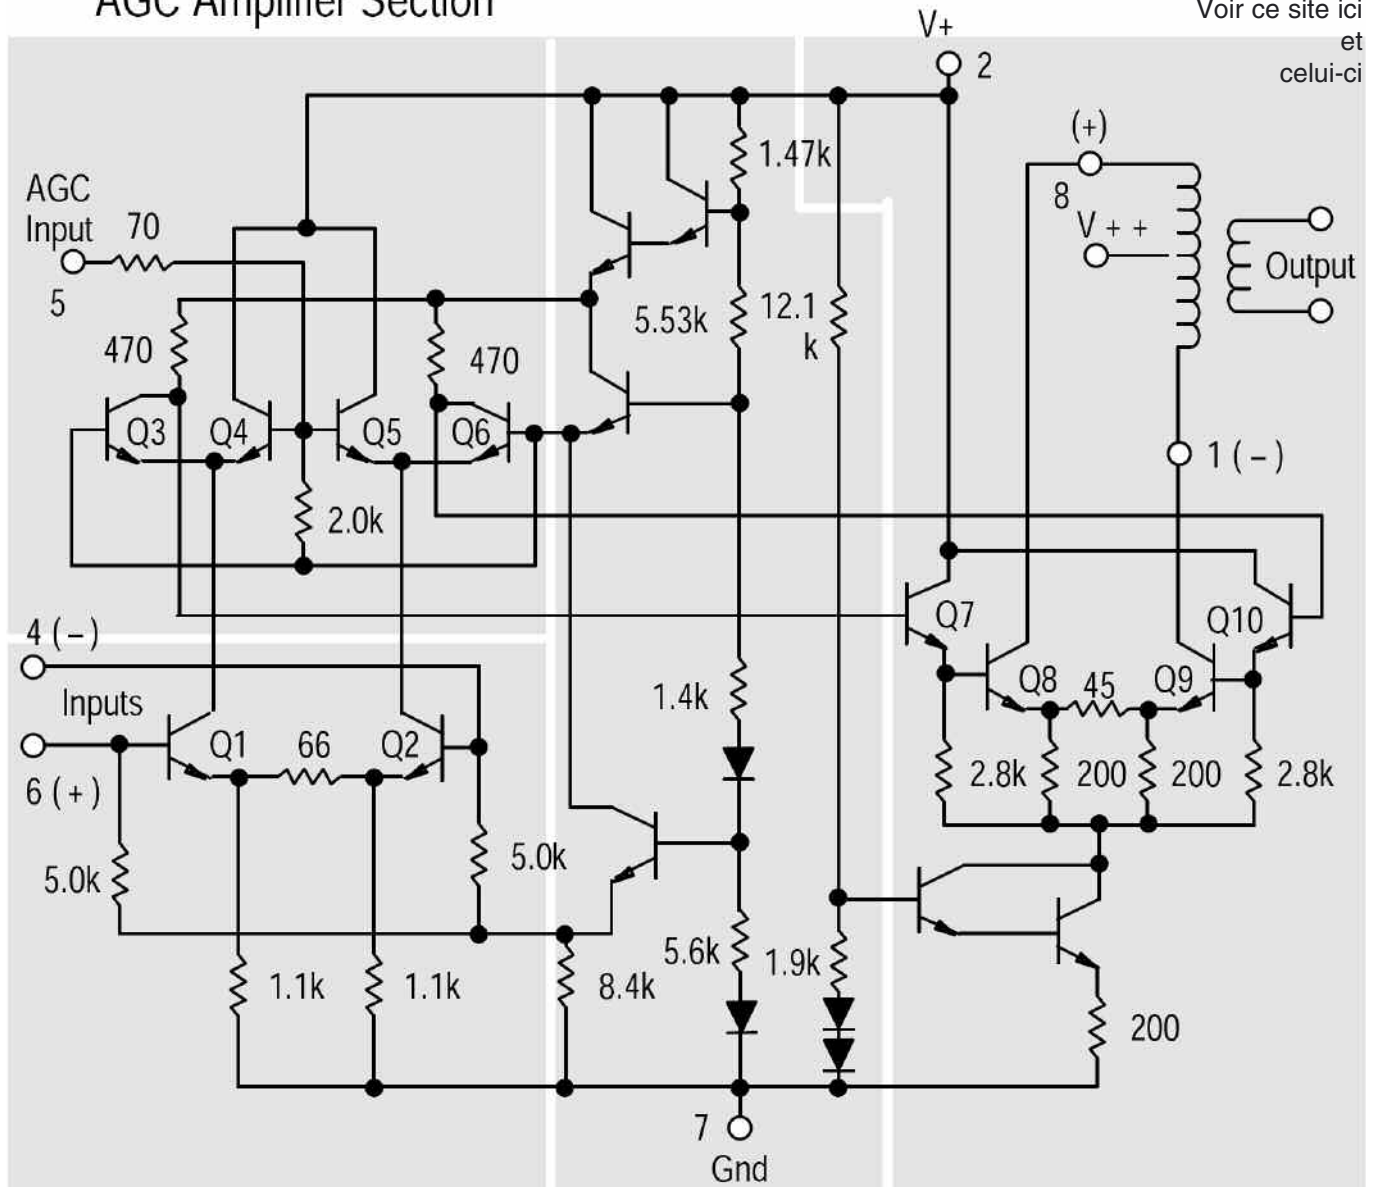 AGC Amplifier Section
Voir ce site ici
et
celui-ci
V+
2
(+)
8
V + +
Output
1 ( – )
AGC
Input
5
70
1.47k
5.53k
12.1
k
470
470
Q3
Q4
Q5
Q6
2.0k
4 ( – )
Inputs
6 ( + )
Q1
66
Q2
5.0k
5.0k
1.1k
1.1k
8.4k
1.4k
5.6k
1.9k
Q7
Q8
45
Q9
Q10
2.8k
200
200
2.8k
200
7
Gnd